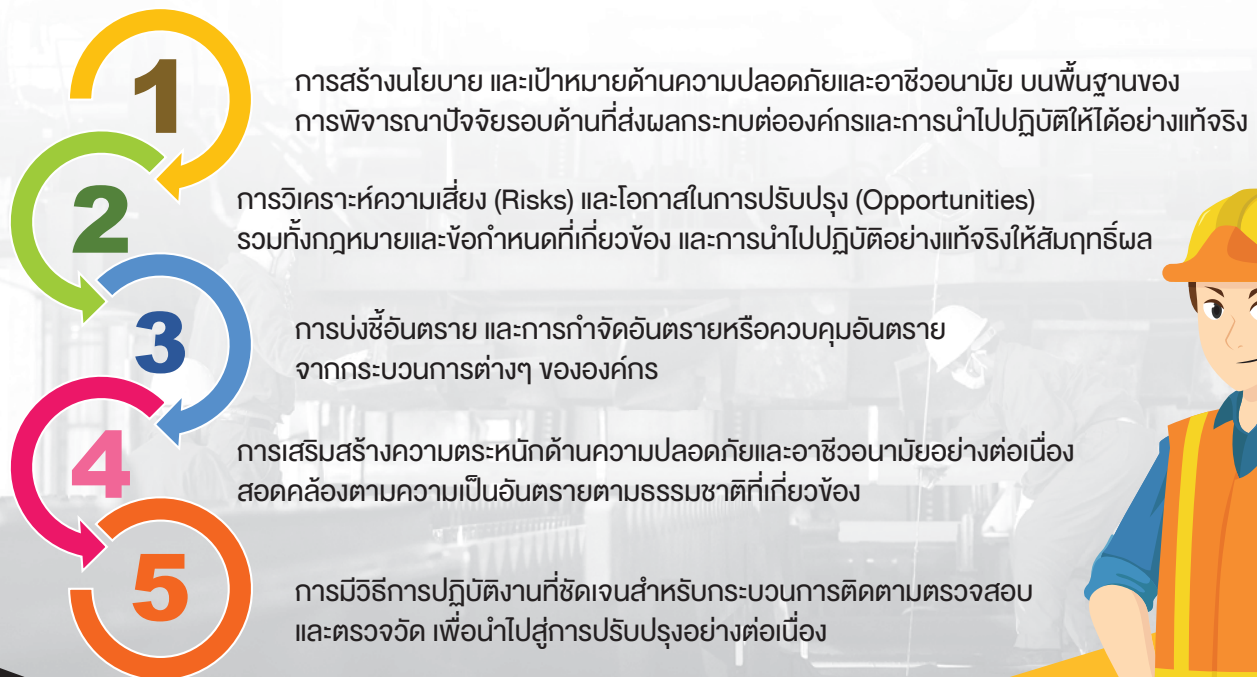 1
การสร้างนโยบาย และเป้าหมายด้านความปลอดภัยและอาชีวอนามัย บนพื้นฐานของ
การพิจารณาปัจจัยรอบด้านที่ส่งผลกระทบต่อองค์กรและการนำไปปฏิบัติให้ได้อย่างแท้จริง
2
การวิเคราะห์ความเสี่ยง (Risks) และโอกาสในการปรับปรุง (Opportunities)
รวมทั้งกฎหมายและข้อกำหนดที่เกี่ยวข้อง และการนำไปปฏิบัติอย่างแท้จริงให้สัมฤทธิ์ผล
3
การบ่งชี้อันตราย และการกำจัดอันตรายหรือควบคุมอันตราย
จากกระบวนการต่างๆ ขององค์กร
4
การเสริมสร้างความตระหนักด้านความปลอดภัยและอาชีวอนามัยอย่างต่อเนื่อง
สอดคล้องตามความเป็นอันตรายตามธรรมชาติที่เกี่ยวข้อง
5
การมีวิธีการปฏิบัติงานที่ชัดเจนสำหรับกระบวนการติดตามตรวจสอบ
และตรวจวัด เพื่อนำไปสู่การปรับปรุงอย่างต่อเนื่อง